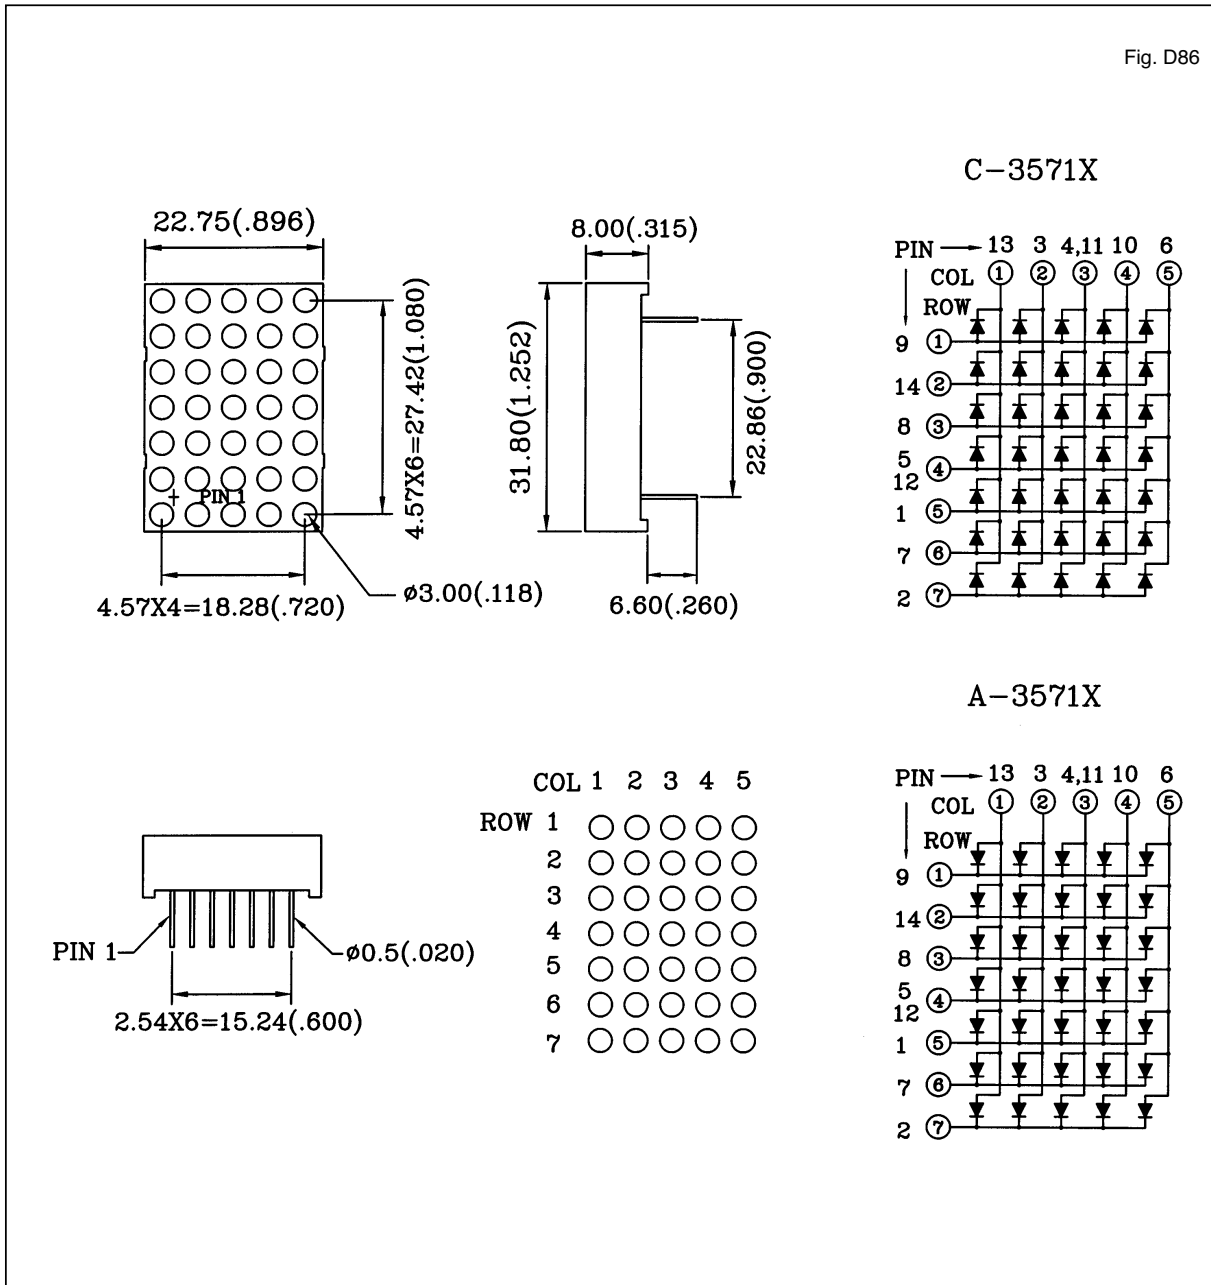 Fig. D86
C-3571X
22.75(.896)
4.57X6=27.42(1.080)
+ PIN 1
4.57X4=18.28(.720)
ø3.00(.118)
8.00(.315)
31.80(1.252)
22.86(.900)
6.60(.260)
PIN 13 3 4,11 10 6
COL 1 2 3 4 5
ROW
9 1
14 2
8 3
5
12 4
1 5
7 6
2 7
A-3571X
PIN 13 3 4,11 10 6
COL 1 2 3 4 5
ROW
9 1
14 2
8 3
5
12 4
1 5
7 6
2 7
PIN 1
ø0.5(.020)
2.54X6=15.24(.600)
COL 1 2 3 4 5
ROW 1
2
3
4
5
6
7